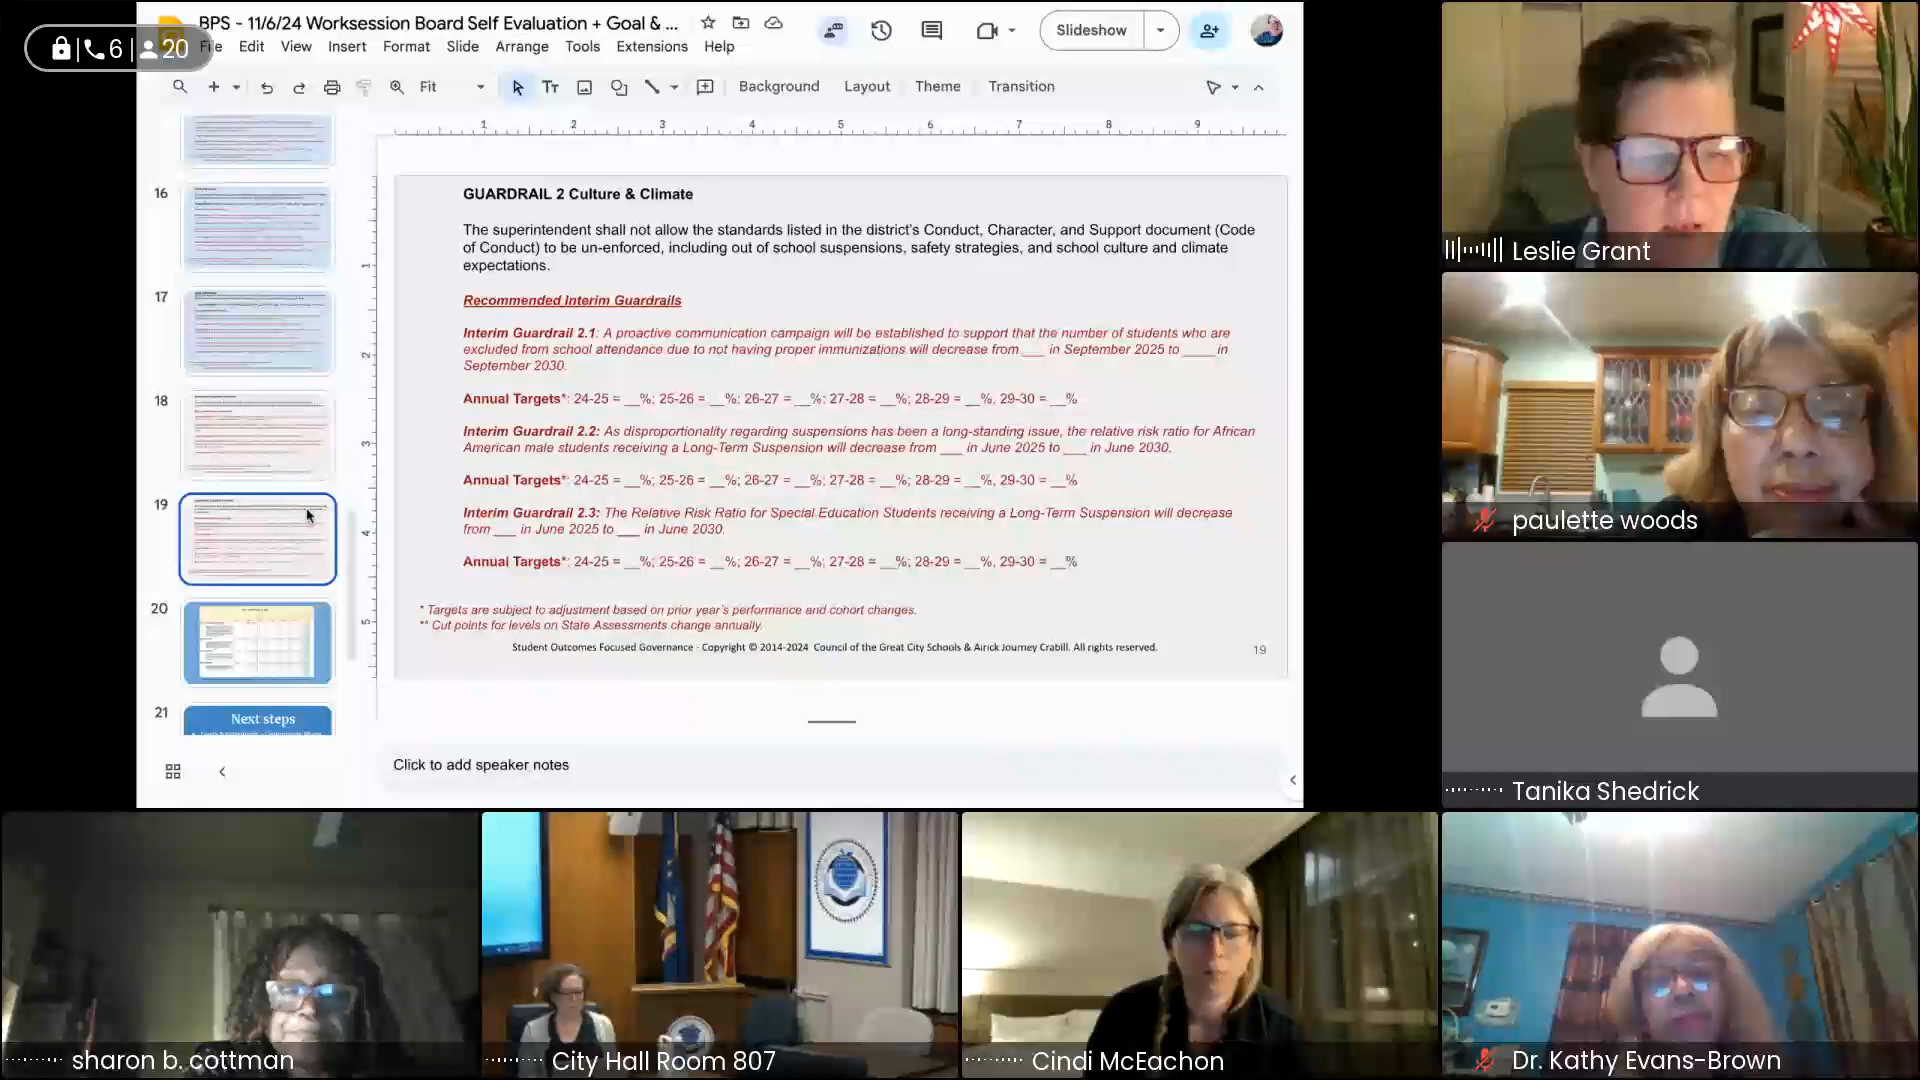 6 | 20
BPS - 11/6/24 Worksession Board Self Evaluation + Goal & ...
File Edit View Insert Format Slide Arrange Tools Extensions Help
Slideshow
Fit
Background Layout Theme Transition
1 2 3 4 5 6 7 8 9
1
2
3
4
5
16
17
18
19
20
21
Next steps
GUARDRAIL 2 Culture & Climate
The superintendent shall not allow the standards listed in the district's Conduct, Character, and Support document (Code
of Conduct) to be un-enforced, including out of school suspensions, safety strategies, and school culture and climate
expectations.
Recommended Interim Guardrails
Interim Guardrail 2.1: A proactive communication campaign will be established to support that the number of students who are
excluded from school attendance due to not having proper immunizations will decrease from ___ in September 2025 to ____ in
September 2030.
Annual Targets*: 24-25 = __%; 25-26 = __%; 26-27 = __%; 27-28 = __%; 28-29 = __%, 29-30 = __%
Interim Guardrail 2.2: As disproportionality regarding suspensions has been a long-standing issue, the relative risk ratio for African
American male students receiving a Long-Term Suspension will decrease from ___ in June 2025 to ___ in June 2030.
Annual Targets*: 24-25 = __%; 25-26 = __%; 26-27 = __%; 27-28 = __%; 28-29 = __%, 29-30 = __%
Interim Guardrail 2.3: The Relative Risk Ratio for Special Education Students receiving a Long-Term Suspension will decrease
from ___ in June 2025 to ___ in June 2030.
Annual Targets*: 24-25 = __%; 25-26 = __%; 26-27 = __%; 27-28 = __%; 28-29 = __%, 29-30 = __%
* Targets are subject to adjustment based on prior year's performance and cohort changes.
** Cut points for levels on State Assessments change annually.
Student Outcomes Focused Governance - Copyright © 2014-2024 Council of the Great City Schools & Airick Journey Crabill. All rights reserved.
19
Click to add speaker notes
Leslie Grant
paulette woods
Tanika Shedrick
sharon b. cottman
City Hall Room 807
Cindi McEachon
Dr. Kathy Evans-Brown